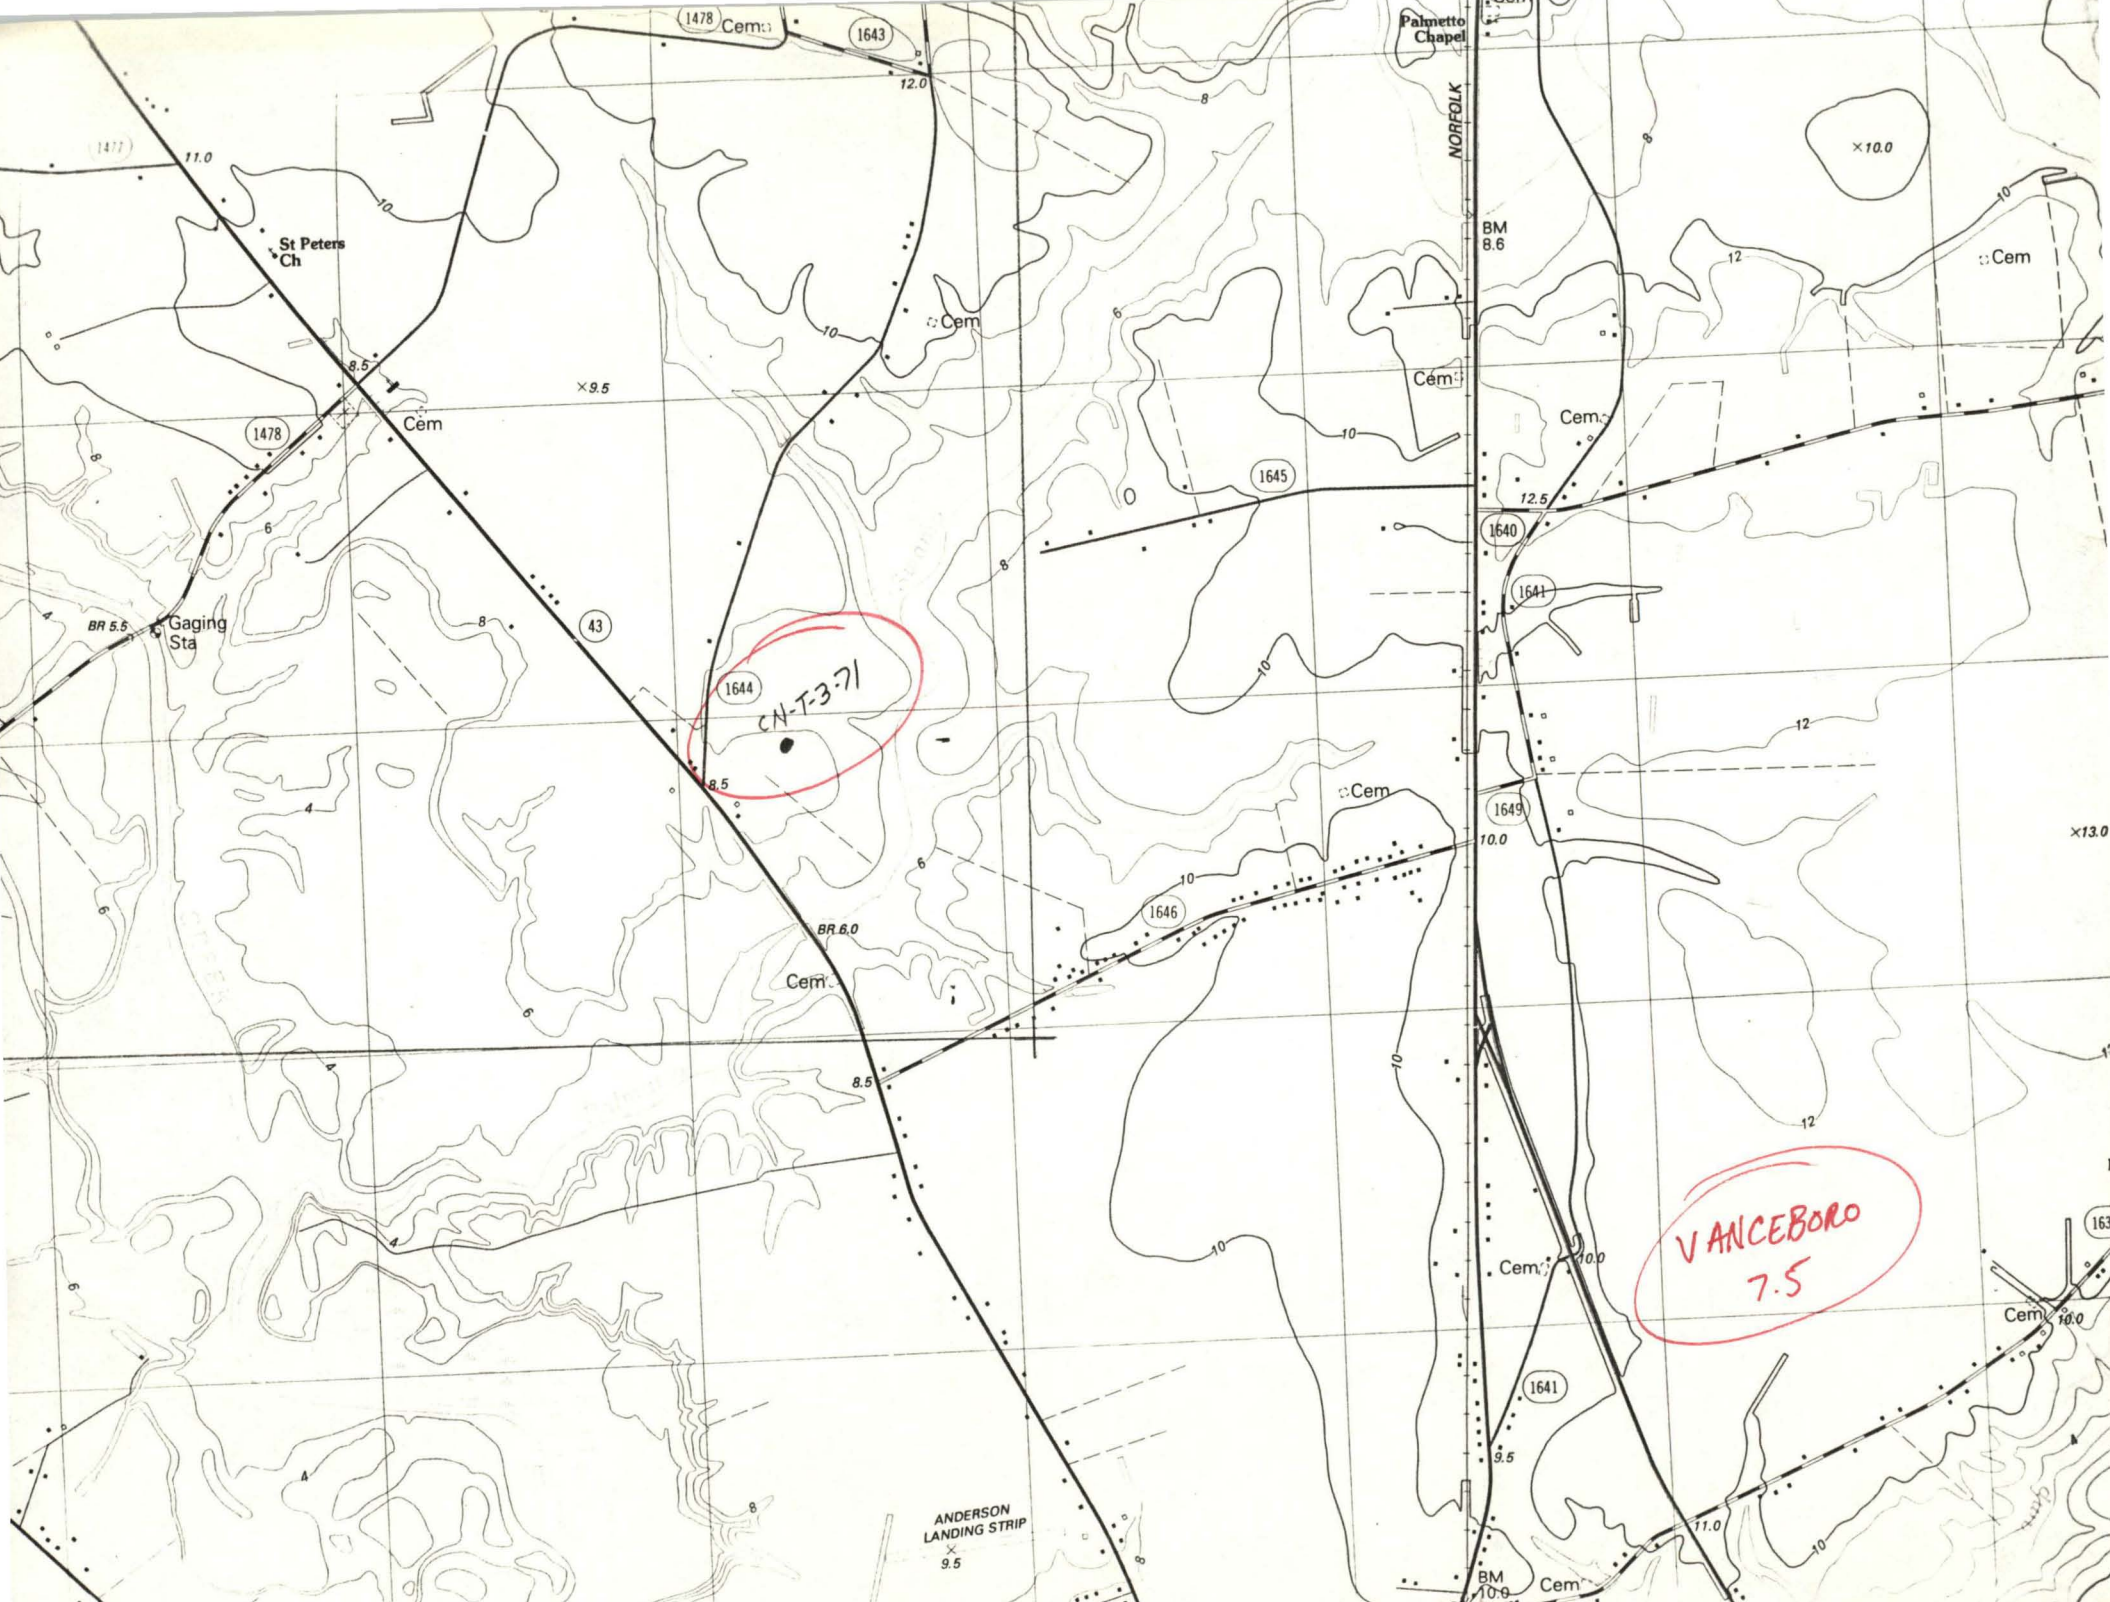 1478
Cem
1643
12.0
Palmetto
Chapel
NORFOLK
8
8
×10.0
1477
11.0
10
10
St Peters
Ch
BM
8.6
12
Cem
10
Cem
6
8.5
×9.5
Cem
Cem
Cem
1478
8
10
1645
12.5
1640
6
8
1641
4
BR 5.5
Gaging
Sta
8
43
10
1644
CN-T-3-71
12
8.5
4
Cem
1649
10.0
×13.0
6
6
10
1646
BR 6.0
Cem
6
10
4
8.5
12
VANCEBORO
7.5
4
10
6
Cem
10.0
Cem
10.0
1641
9.5
4
4
8
ANDERSON
LANDING STRIP
×
9.5
8
11.0
10
BM
10.0
Cem